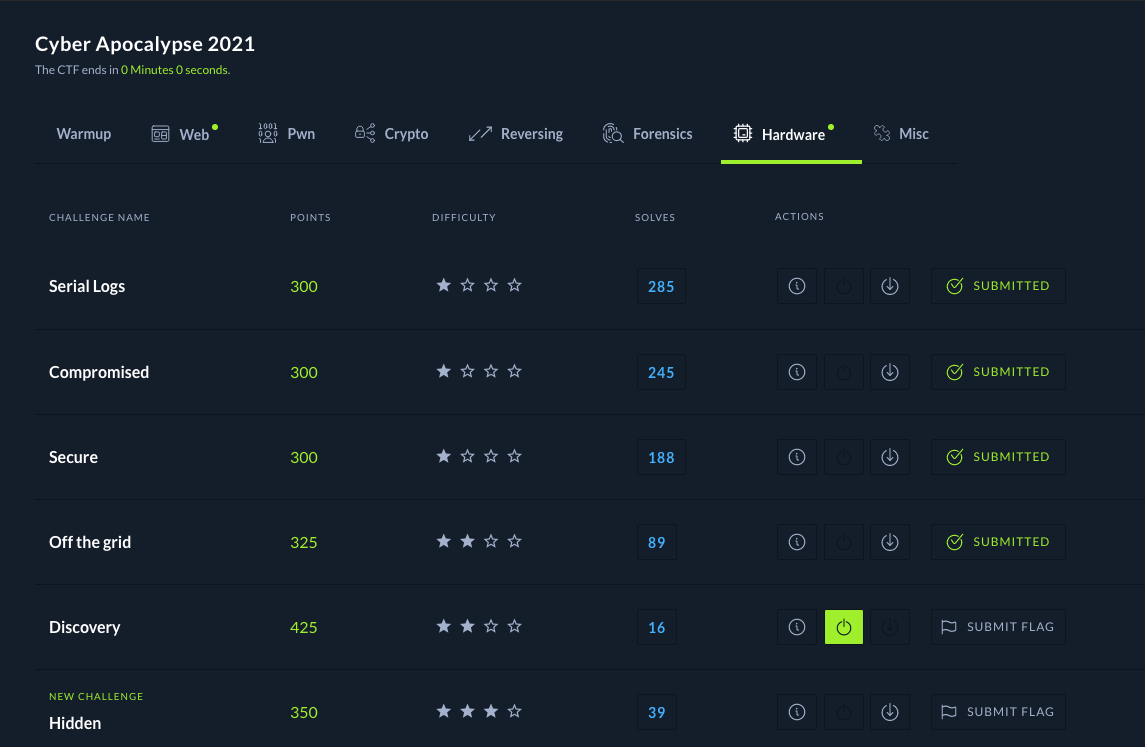 Cyber Apocalypse 2021
The CTF ends in 0 Minutes 0 seconds.
Warmup Web 1001 Pwn Crypto Reversing Forensics Hardware Misc
CHALLENGE NAME POINTS DIFFICULTY SOLVES ACTIONS
Serial Logs 300 285 SUBMITTED
Compromised 300 245 SUBMITTED
Secure 300 188 SUBMITTED
Off the grid 325 89 SUBMITTED
Discovery 425 16 SUBMIT FLAG
NEW CHALLENGE
Hidden 350 39 SUBMIT FLAG